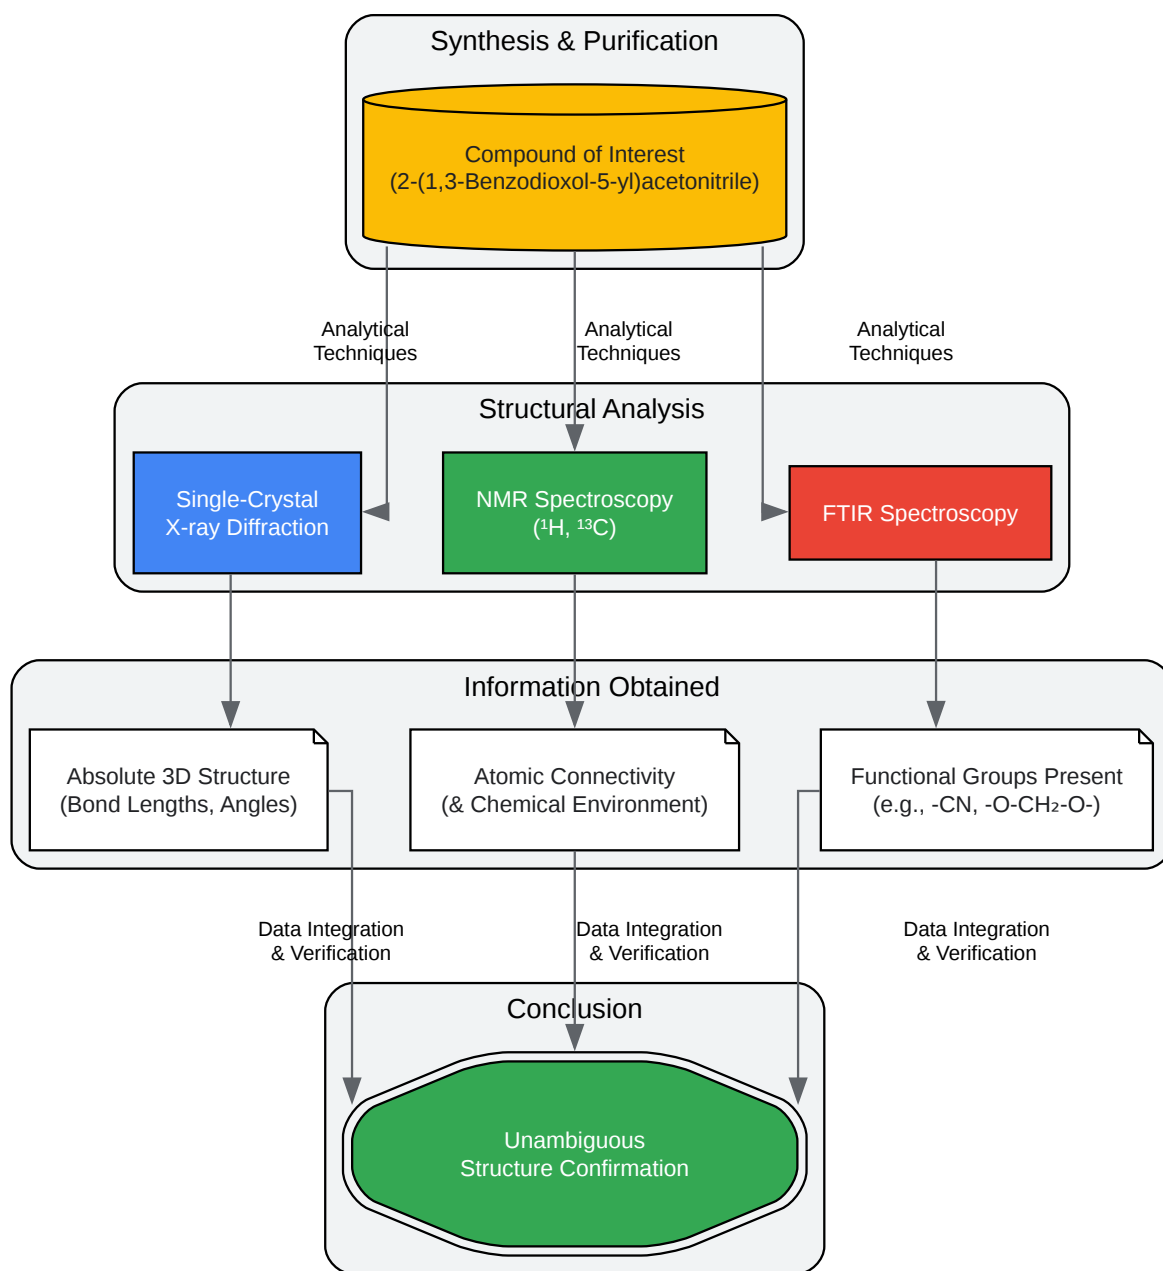 Synthesis & Purification
Compound of Interest
(2-(1,3-Benzodioxol-5-yl)acetonitrile)
Analytical
Techniques
Analytical
Techniques
Analytical
Techniques
Structural Analysis
Single-Crystal
X-ray Diffraction
NMR Spectroscopy
(¹H, ¹³C)
FTIR Spectroscopy
Information Obtained
Absolute 3D Structure
(Bond Lengths, Angles)
Atomic Connectivity
(& Chemical Environment)
Functional Groups Present
(e.g., -CN, -O-CH₂-O-)
Data Integration
& Verification
Data Integration
& Verification
Data Integration
& Verification
Conclusion
Unambiguous
Structure Confirmation